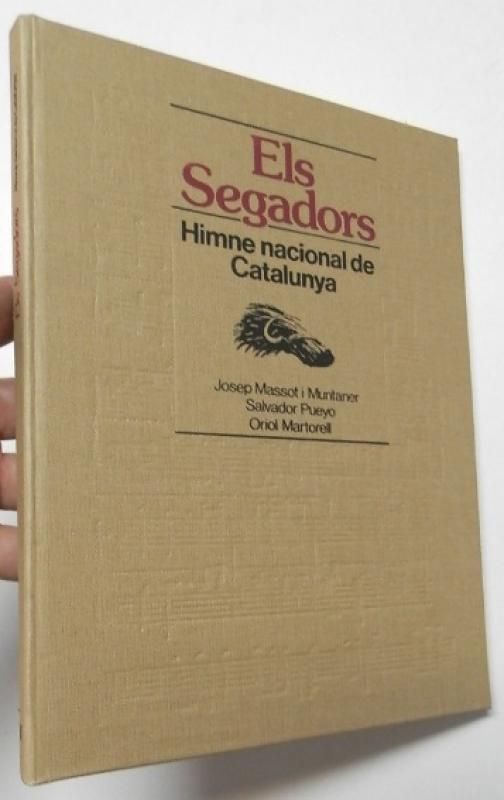 Els
Segadors
Himne nacional de
Catalunya
Josep Massot i Muntaner
Salvador Pueyo
Oriol Martorell